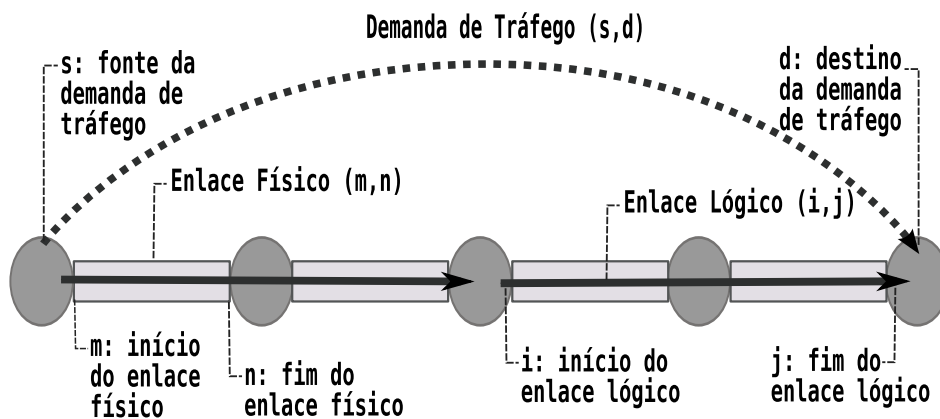 Demanda de Tráfego (s,d)
s: fonte da
demanda de
tráfego
d: destino
da demanda
de tráfego
Enlace Físico (m,n)
Enlace Lógico (i,j)
m: início
do enlace
físico
n: fim do
enlace físico
i: início do
enlace lógico
j: fim do
enlace lógico